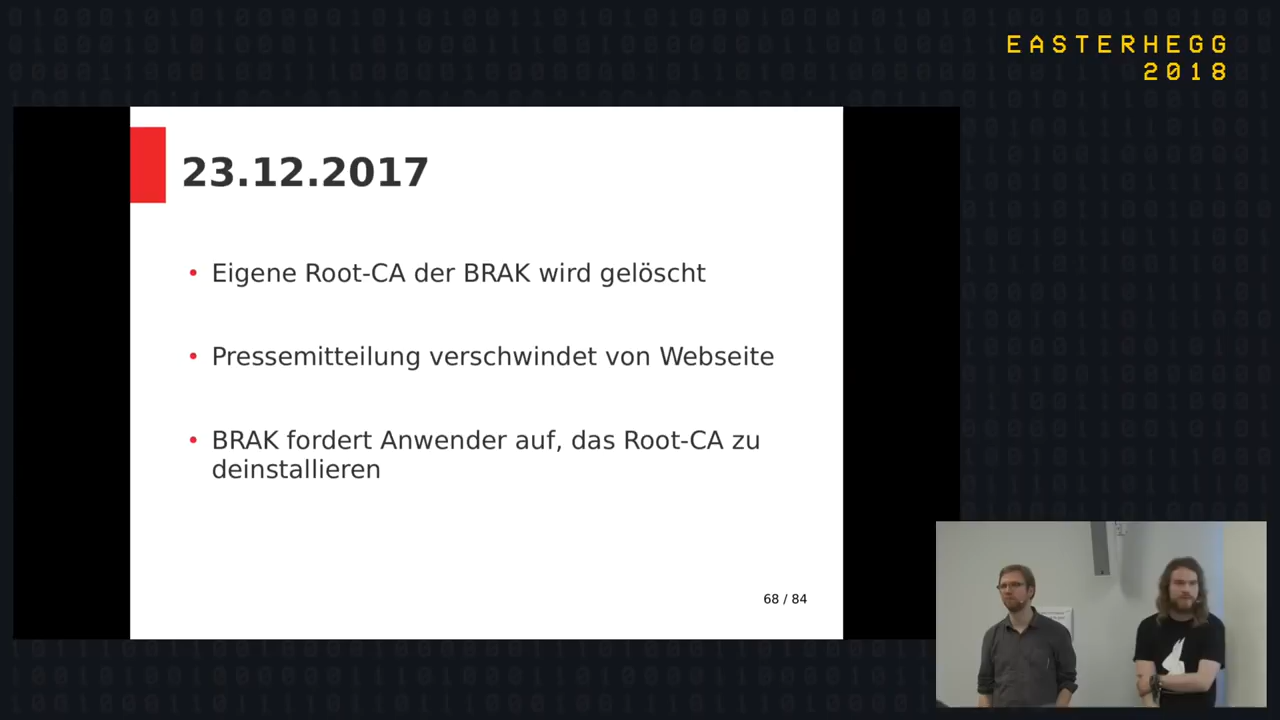 EASTERHEGG
2018
23.12.2017
• Eigene Root-CA der BRAK wird gelöscht
• Pressemitteilung verschwindet von Webseite
• BRAK fordert Anwender auf, das Root-CA zu
deinstallieren
68 / 84